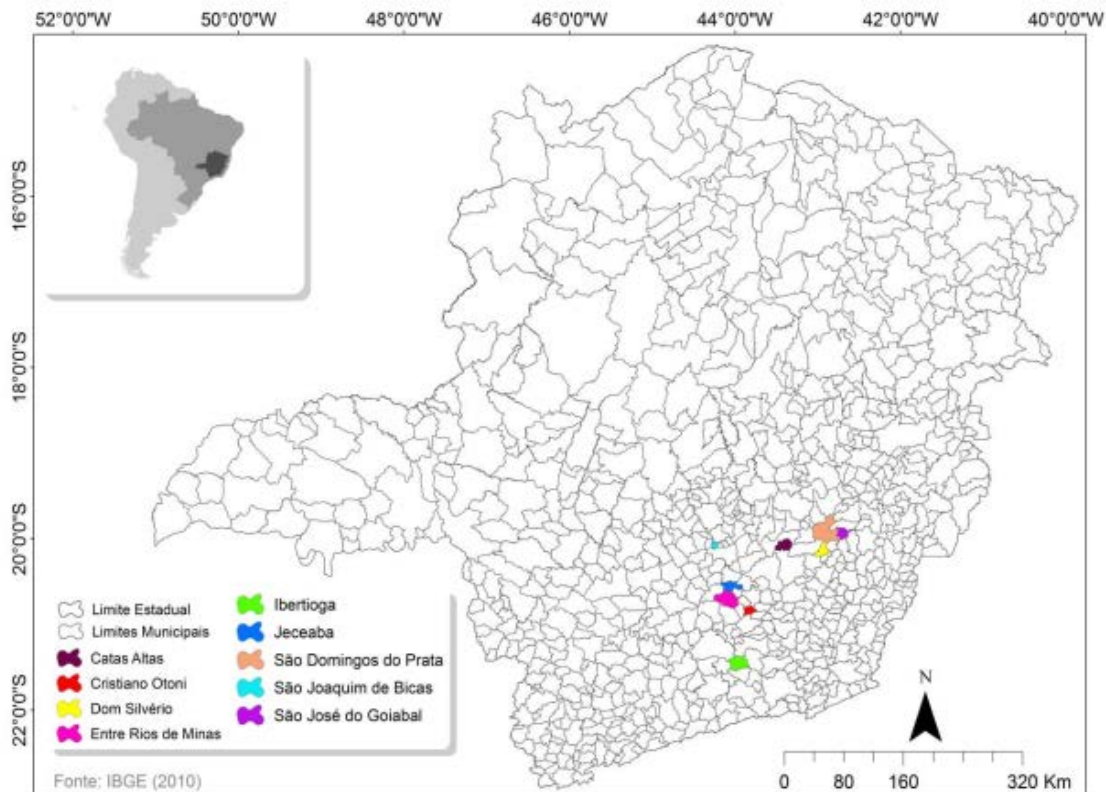 52°0'0"W 50°0'0"W 48°0'0"W 46°0'0"W 44°0'0"W 42°0'0"W 40°0'0"W
16°0'0"S
18°0'0"S
20°0'0"S
22°0'0"S
Limite Estadual
Limites Municipais
Catas Altas
Cristiano Otoni
Dom Silvério
Entre Rios de Minas
Ibertioga
Jeceaba
São Domingos do Prata
São Joaquim de Bicas
São José do Goiabal
N
0 80 160 320 Km
Fonte: IBGE (2010)